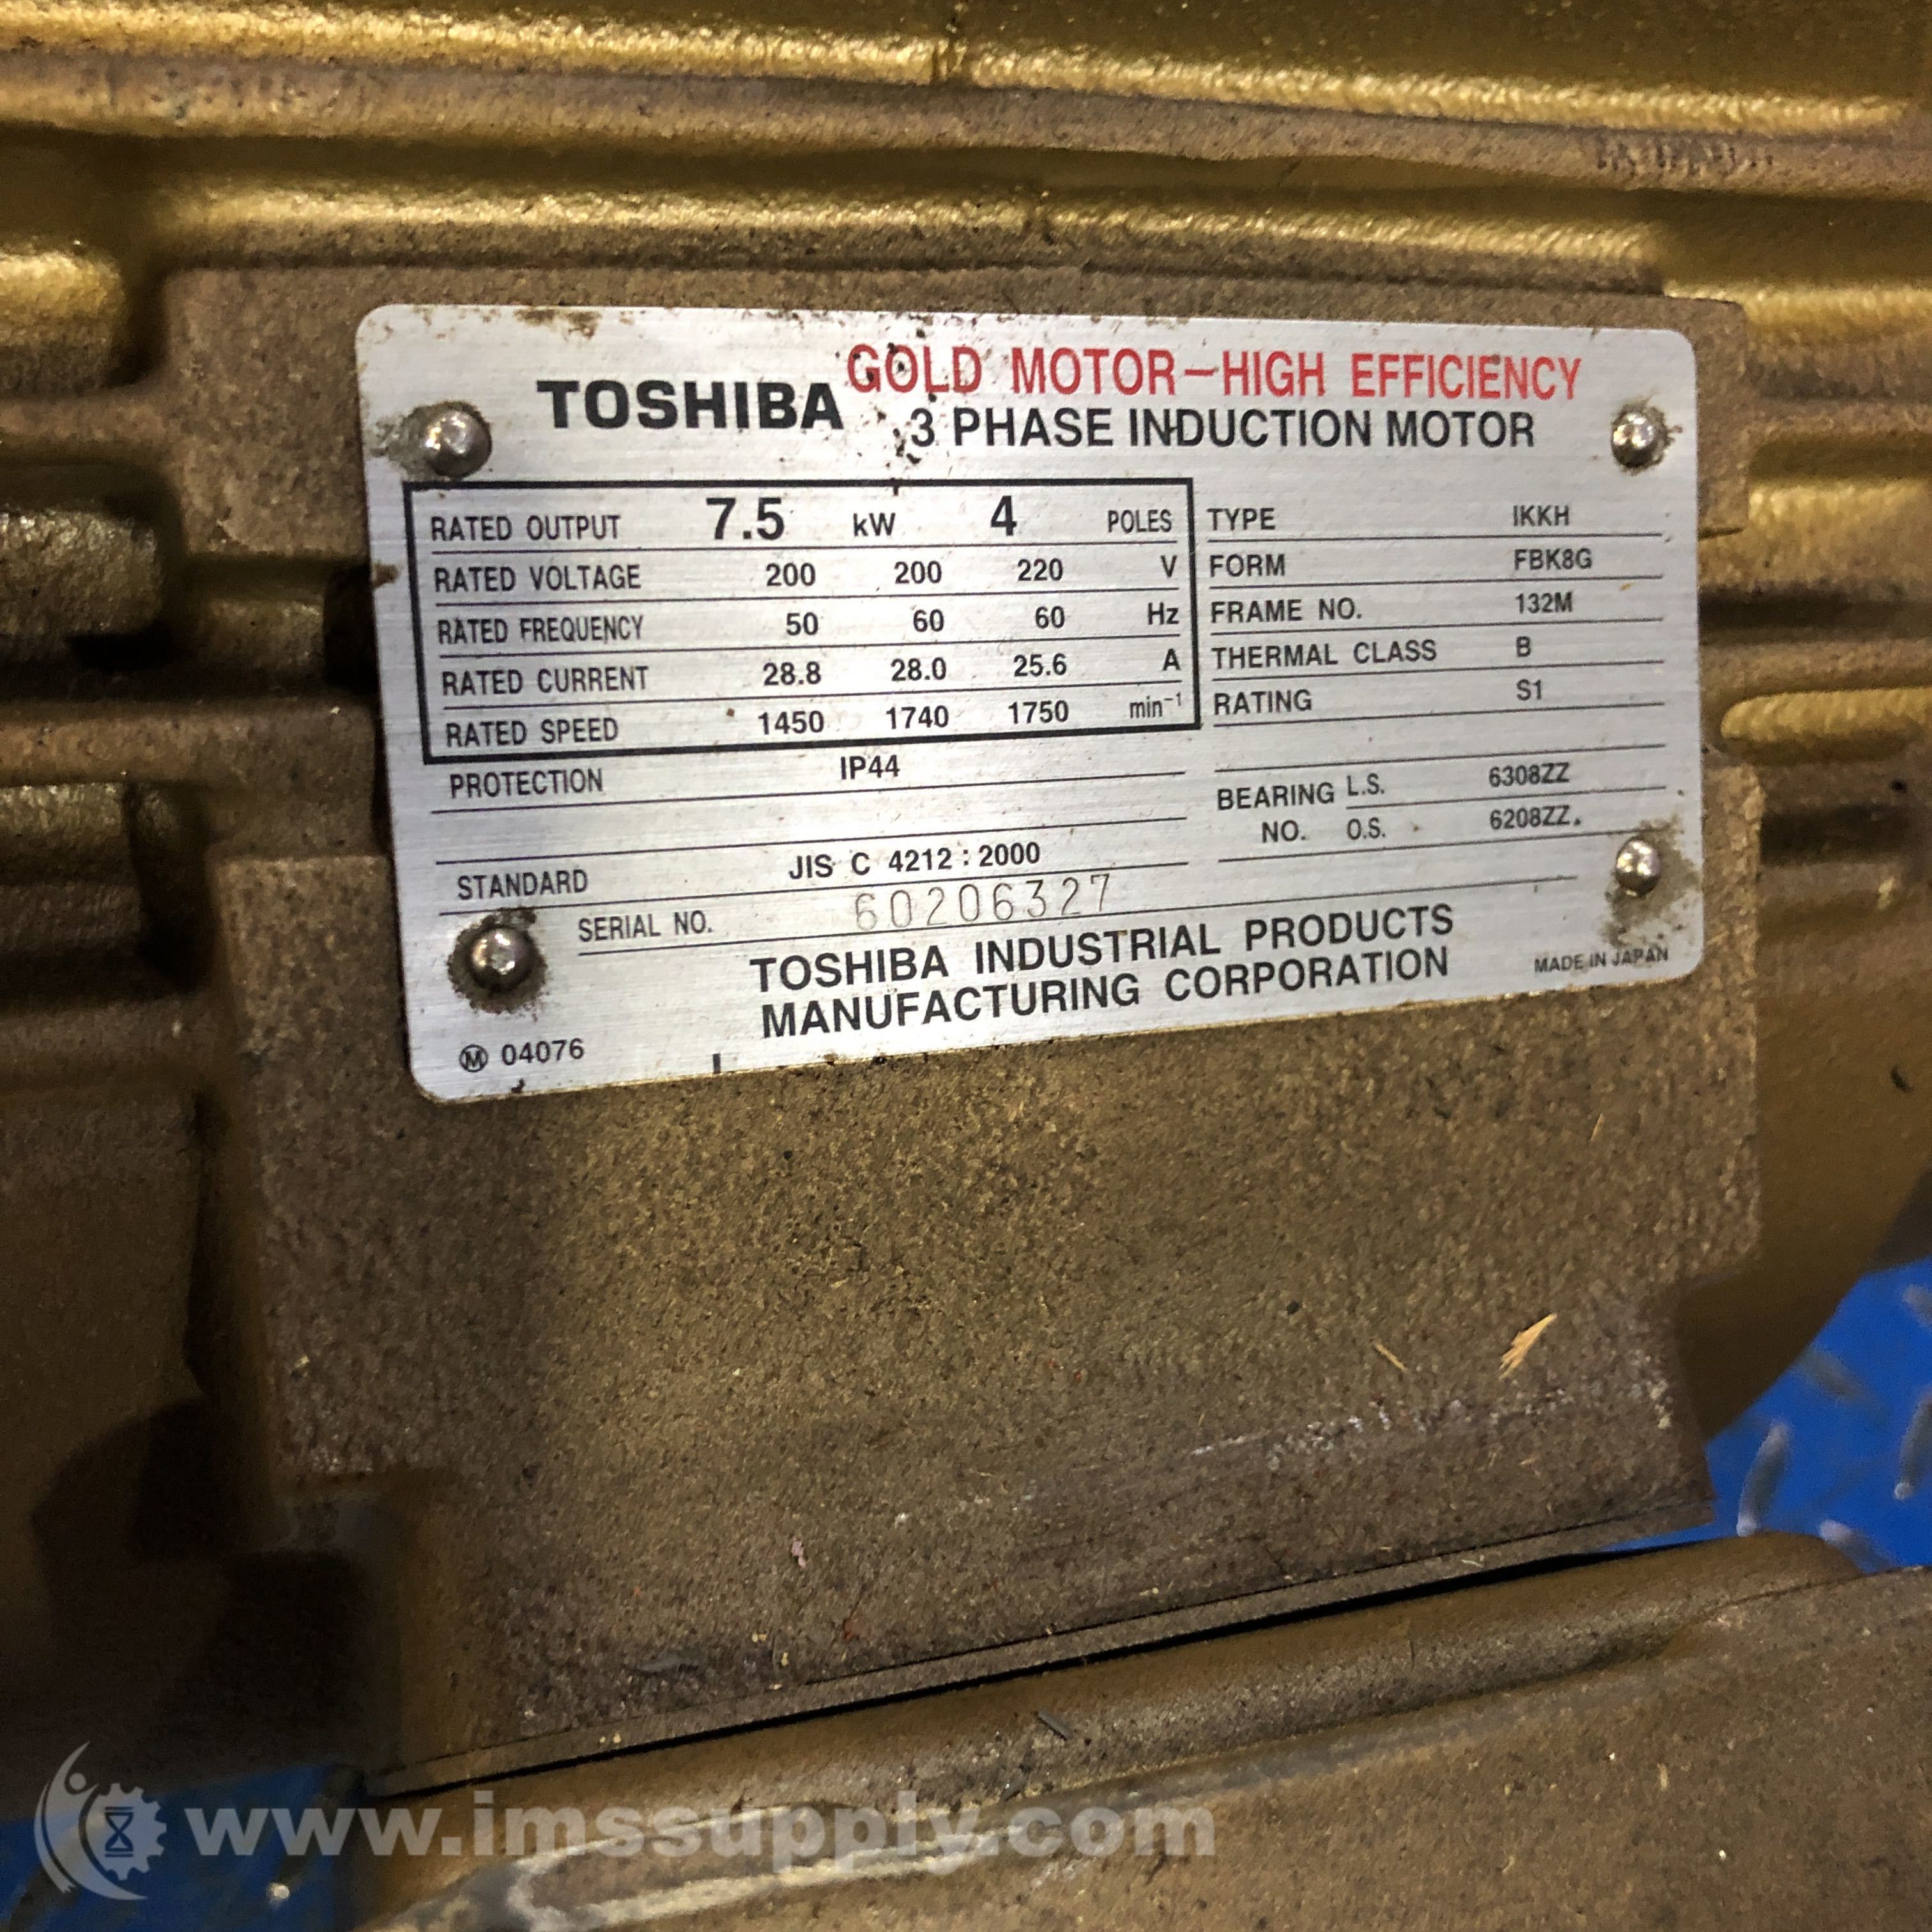 TOSHIBA GOLD MOTOR-HIGH EFFICIENCY
3 PHASE INDUCTION MOTOR
RATED OUTPUT 7.5 kW 4 POLES
RATED VOLTAGE 200 200 220 V
RATED FREQUENCY 50 60 60 Hz
RATED CURRENT 28.8 28.0 25.6 A
RATED SPEED 1450 1740 1750 min⁻¹
PROTECTION IP44
STANDARD JIS C 4212 : 2000
TYPE IKKH
FORM FBK8G
FRAME NO. 132M
THERMAL CLASS B
RATING S1
BEARING L.S. 6308ZZ
NO. O.S. 6208ZZ.
SERIAL NO. 60206327
TOSHIBA INDUSTRIAL PRODUCTS
MANUFACTURING CORPORATION
MADE IN JAPAN
Ⓜ 04076
www.imssupply.com